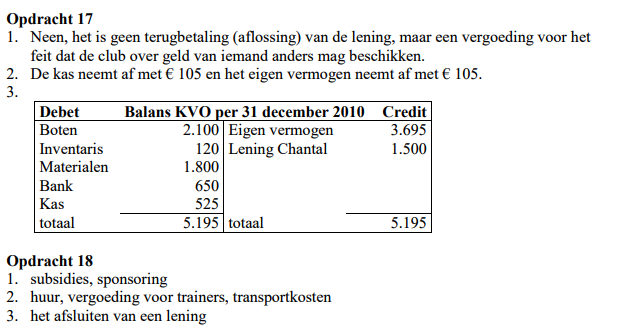 Opdracht 17
1. Neen, het is geen terugbetaling (aflossing) van de lening, maar een vergoeding voor het
feit dat de club over geld van iemand anders mag beschikken.
2. De kas neemt af met € 105 en het eigen vermogen neemt af met € 105.
3.
Debet Balans KVO per 31 december 2010 Credit
Boten 2.100 Eigen vermogen 3.695
Inventaris 120 Lening Chantal 1.500
Materialen 1.800
Bank 650
Kas 525
totaal 5.195 totaal 5.195
Opdracht 18
1. subsidies, sponsoring
2. huur, vergoeding voor trainers, transportkosten
3. het afsluiten van een lening